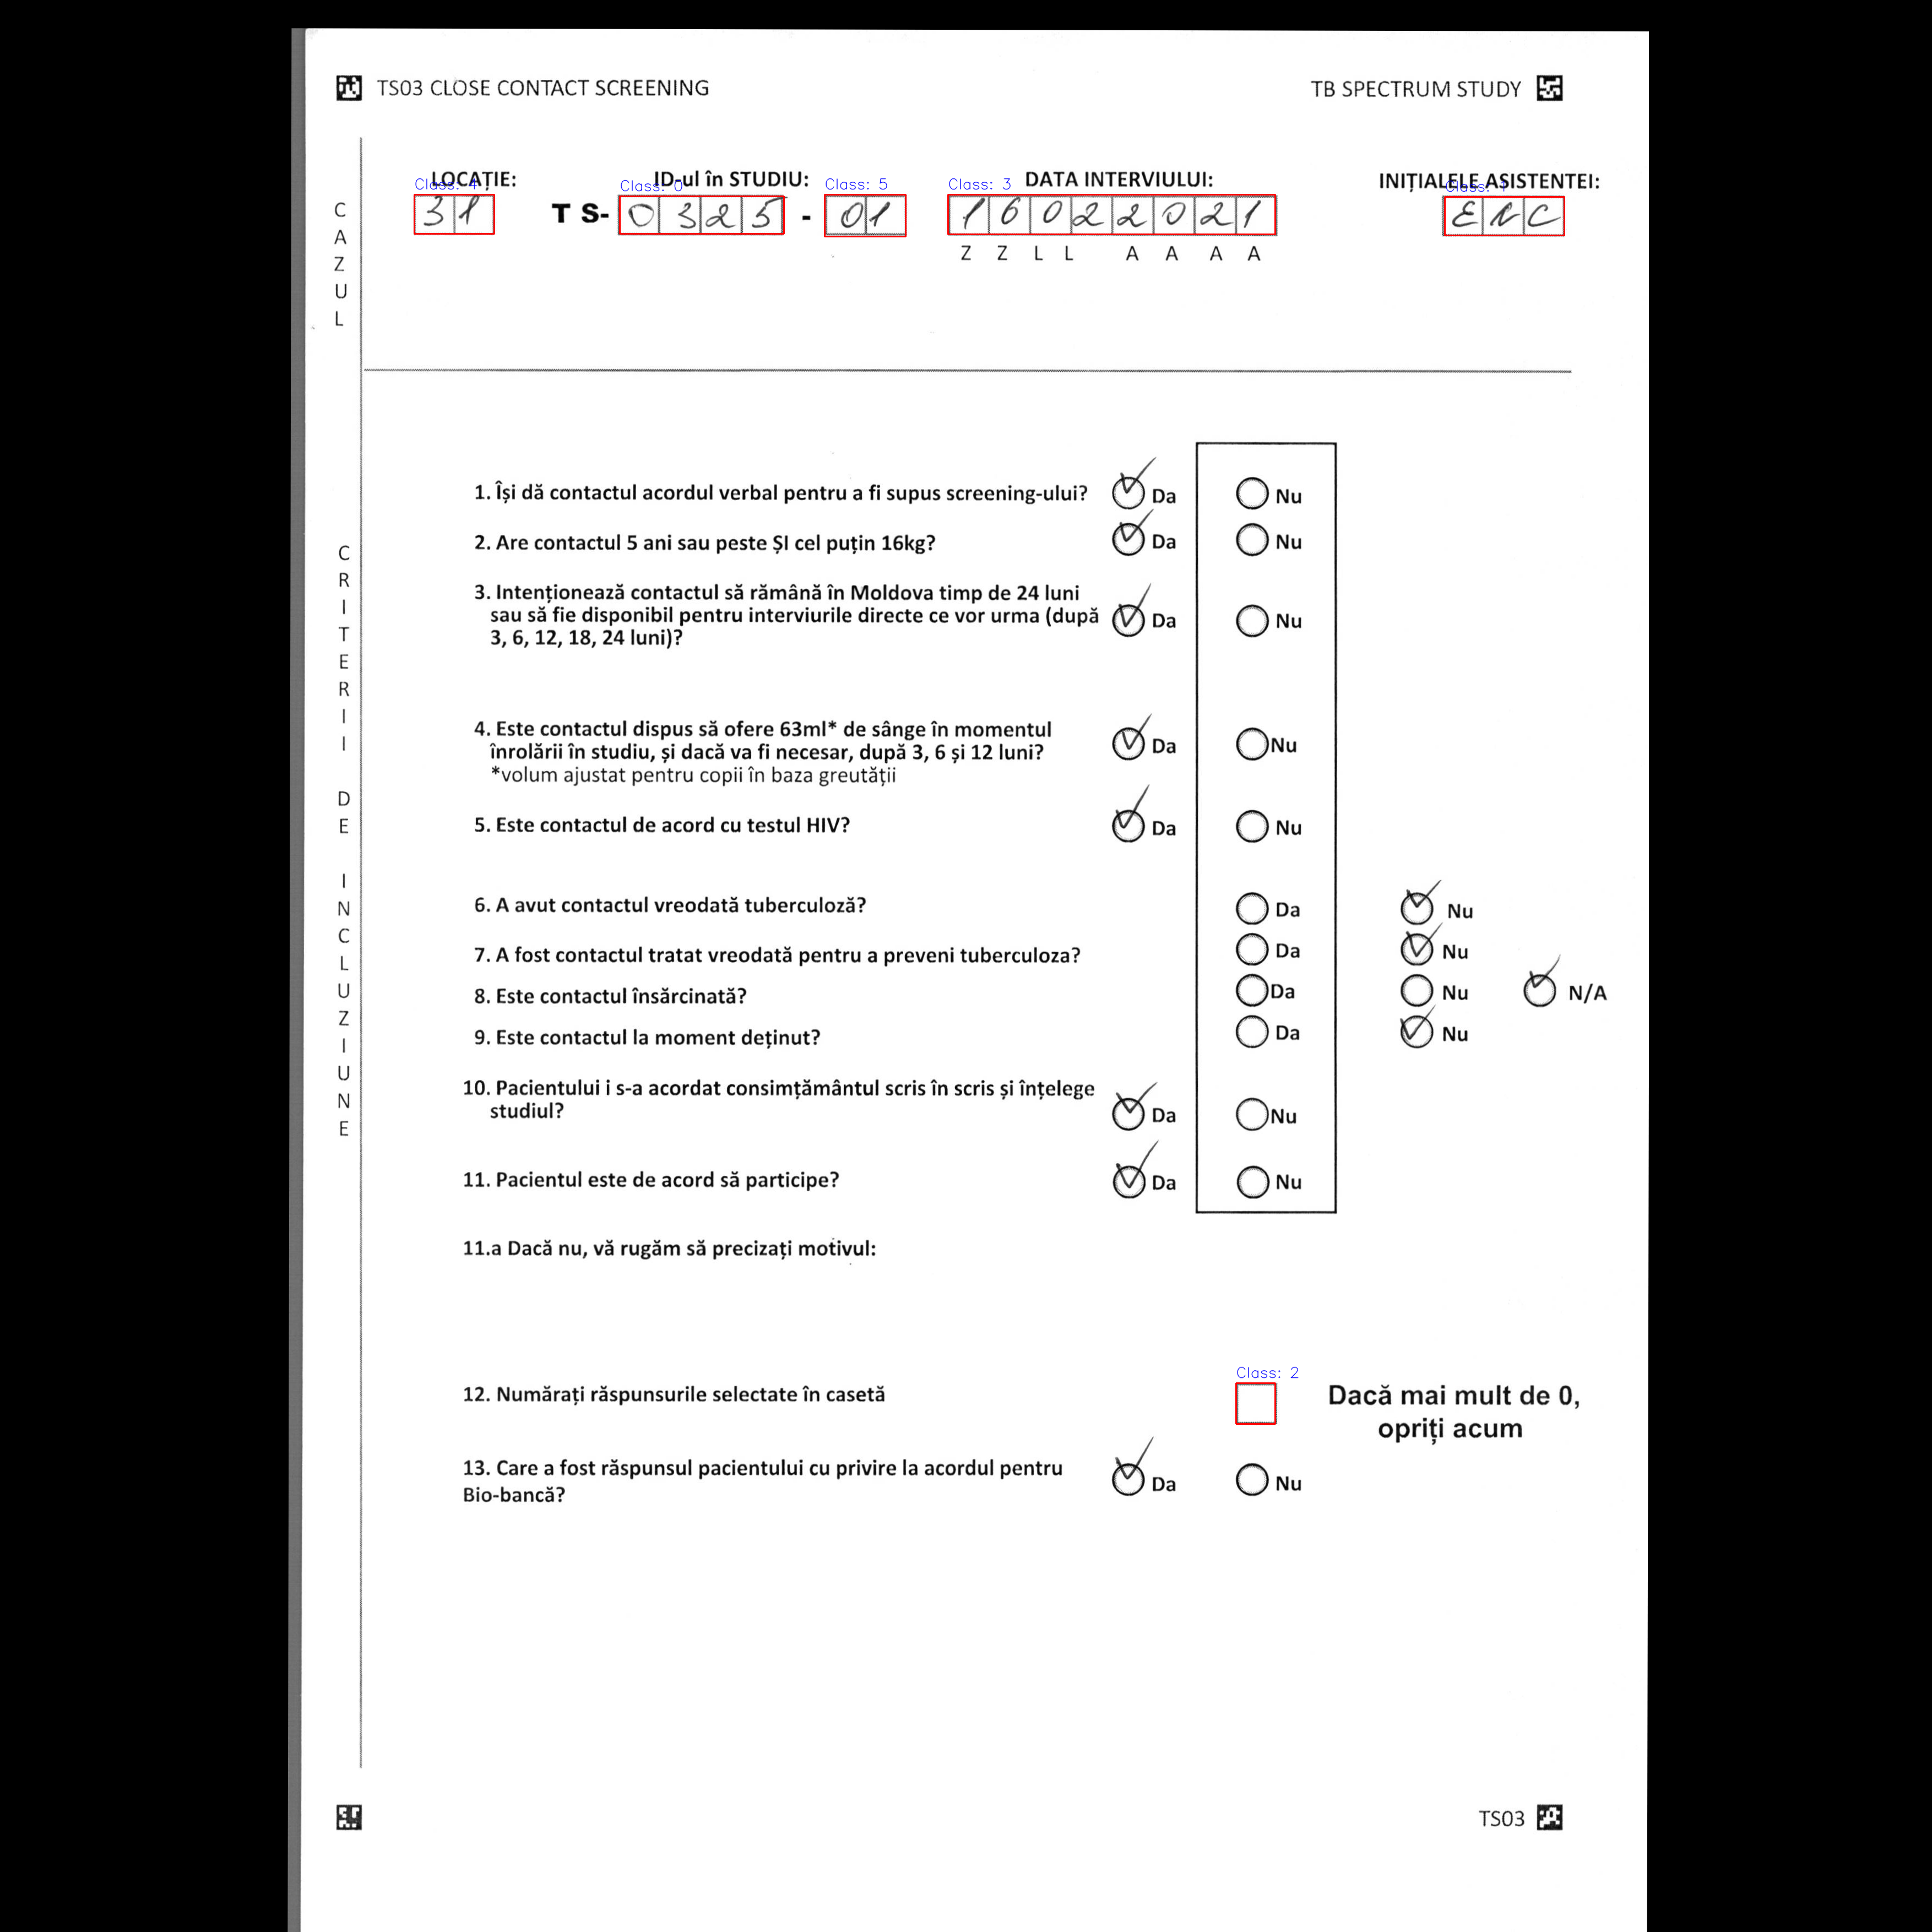 TS03 CLOSE CONTACT SCREENING
TB SPECTRUM STUDY
LOCAȚIE:
ID-ul în STUDIU:
DATA INTERVIULUI:
INIȚIALELE ASISTENTEI:
Class: 4
Class: 0
Class: 5
Class: 3
31
TS- 0325 - 01
16022021
ENC
Z Z L L A A A A
CAZUL
CRITERII DE INCLUZIUNE
1. Își dă contactul acordul verbal pentru a fi supus screening-ului? Da Nu
2. Are contactul 5 ani sau peste ȘI cel puțin 16kg? Da Nu
3. Intenționează contactul să rămână în Moldova timp de 24 luni
sau să fie disponibil pentru interviurile directe ce vor urma (după Da Nu
3, 6, 12, 18, 24 luni)?
4. Este contactul dispus să ofere 63ml* de sânge în momentul
înrolării în studiu, și dacă va fi necesar, după 3, 6 și 12 luni? Da Nu
*volum ajustat pentru copii în baza greutății
5. Este contactul de acord cu testul HIV? Da Nu
6. A avut contactul vreodată tuberculoză? Da Nu
7. A fost contactul tratat vreodată pentru a preveni tuberculoza? Da Nu
8. Este contactul însărcinată? Da Nu N/A
9. Este contactul la moment deținut? Da Nu
10. Pacientului i s-a acordat consimțământul scris în scris și înțelege
studiul? Da Nu
11. Pacientul este de acord să participe? Da Nu
11.a Dacă nu, vă rugăm să precizați motivul:
Class: 2
12. Numărați răspunsurile selectate în casetă
Dacă mai mult de 0,
opriți acum
13. Care a fost răspunsul pacientului cu privire la acordul pentru
Bio-bancă? Da Nu
TS03